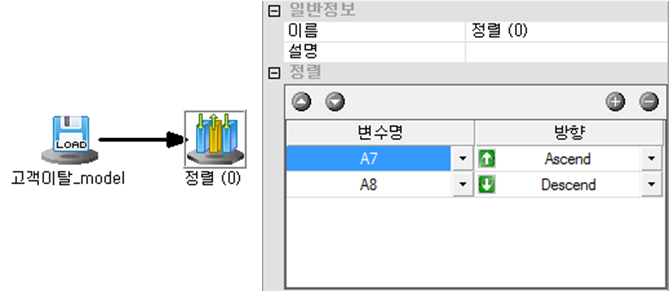 일반정보
이름 정렬 (0)
설명
정렬
변수명 방향
A7 Ascend
A8 Descend
LOAD
고객이탈_model
정렬 (0)